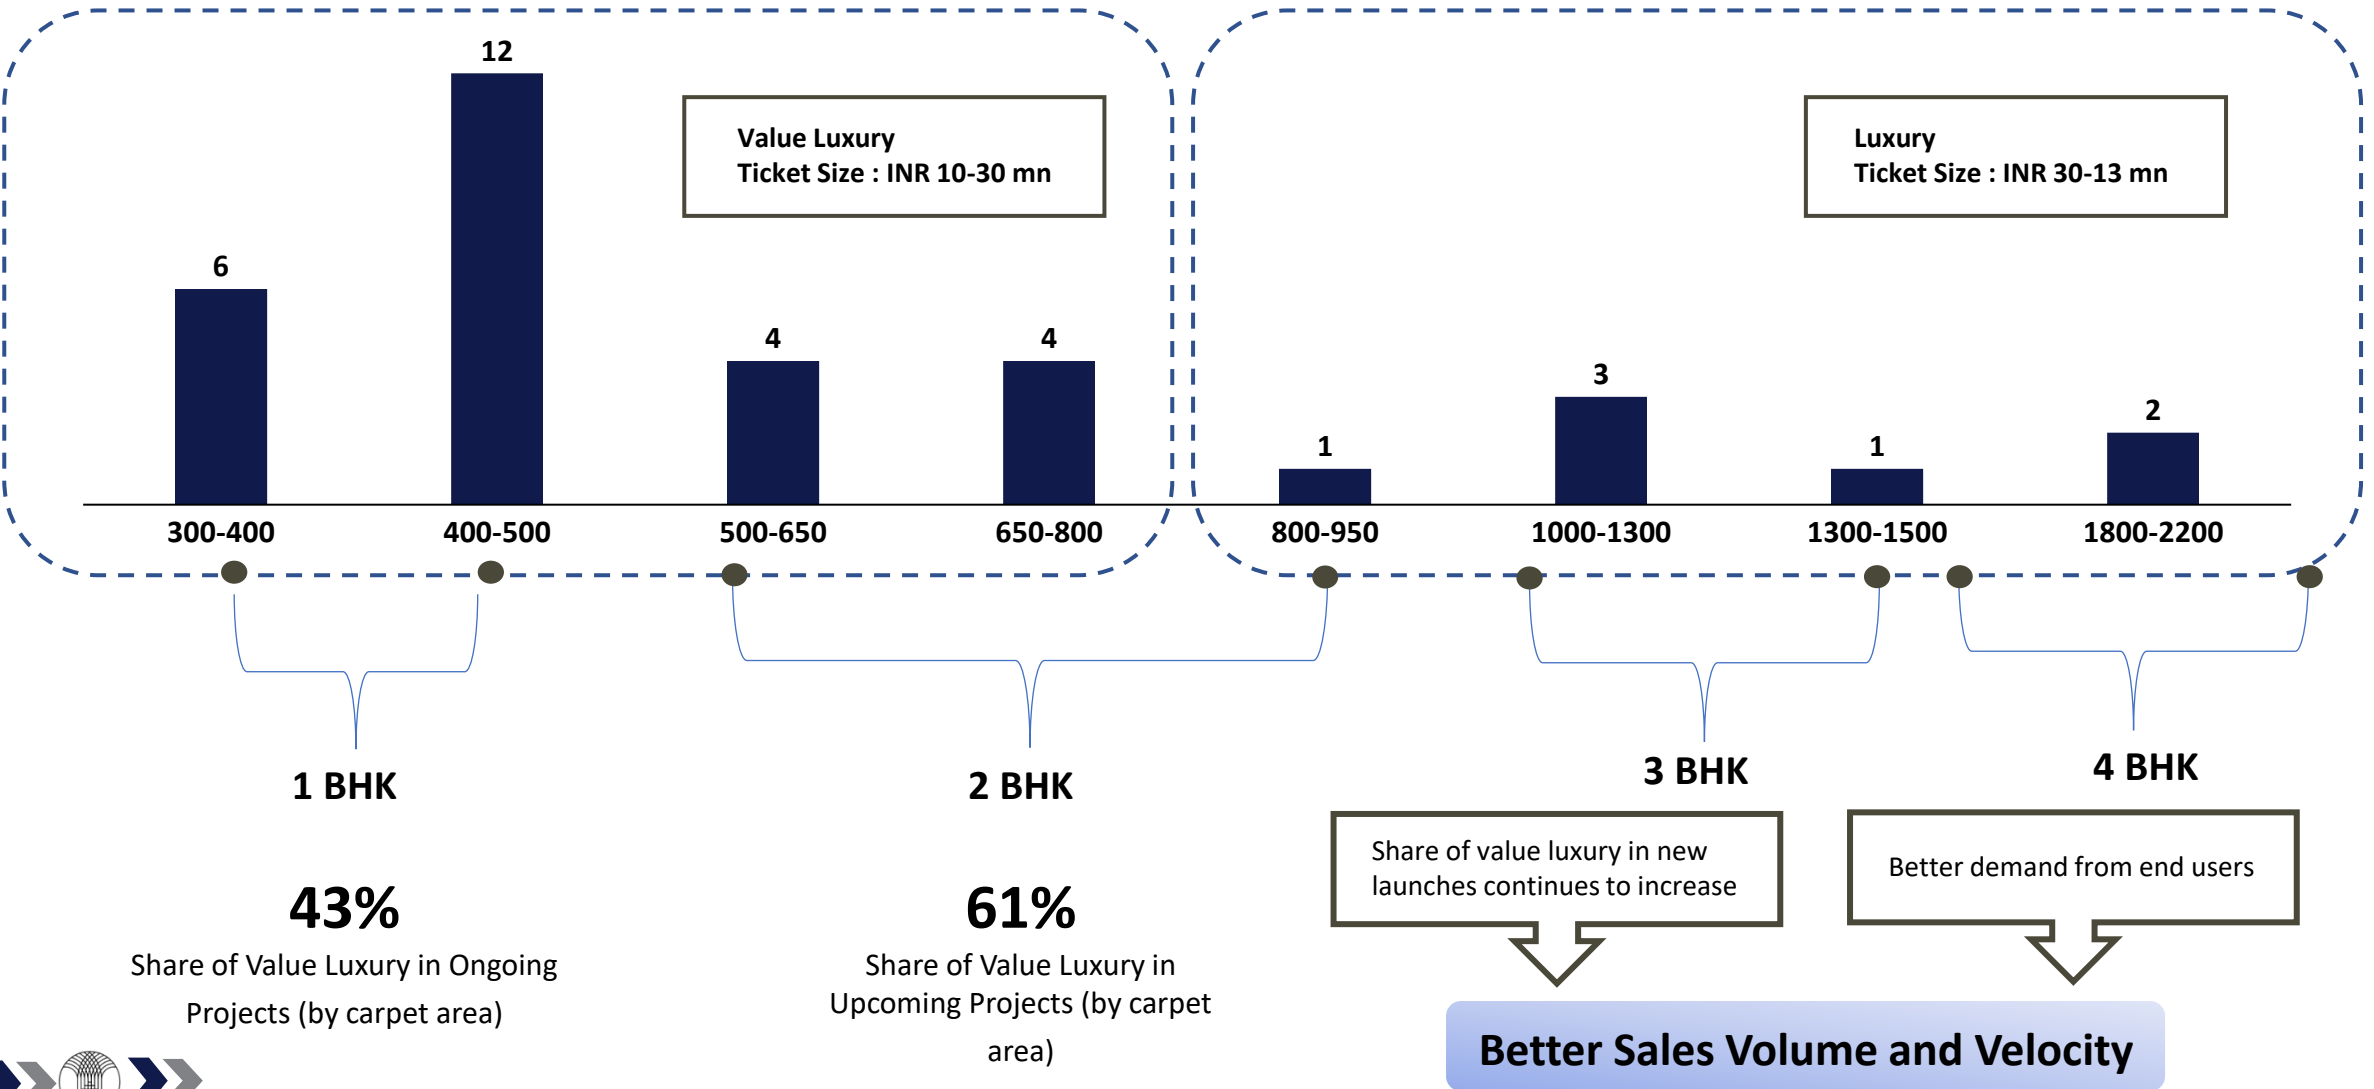 12
6
4
4
1
3
1
2
Value Luxury
Ticket Size : INR 10-30 mn
Luxury
Ticket Size : INR 30-13 mn
300-400
400-500
500-650
650-800
800-950
1000-1300
1300-1500
1800-2200
1 BHK
2 BHK
3 BHK
4 BHK
43%
Share of Value Luxury in Ongoing
Projects (by carpet area)
61%
Share of Value Luxury in
Upcoming Projects (by carpet
area)
Share of value luxury in new
launches continues to increase
Better demand from end users
Better Sales Volume and Velocity